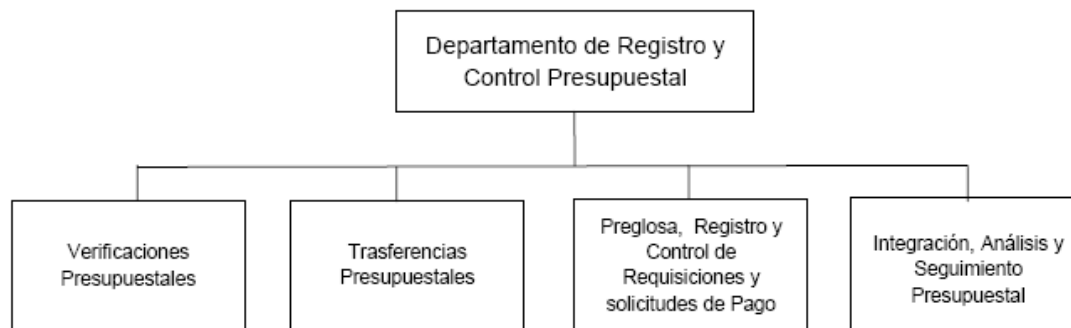 Departamento de Registro y
Control Presupuestal
Verificaciones
Presupuestales
Trasferencias
Presupuestales
Preglosa, Registro y
Control de
Requisiciones y
solicitudes de Pago
Integración, Análisis y
Seguimiento
Presupuestal